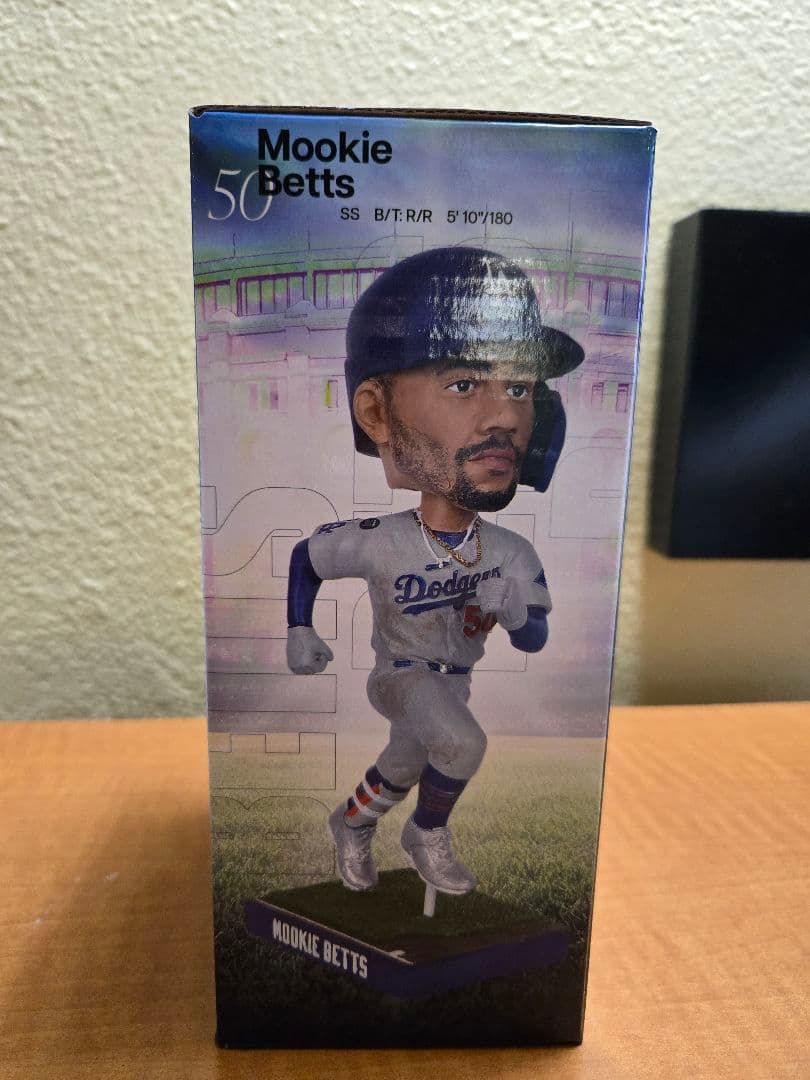 Mookie
50 Betts
SS B/T: R/R 5' 10"/180
Dodgers
50
MOOKIE BETTS